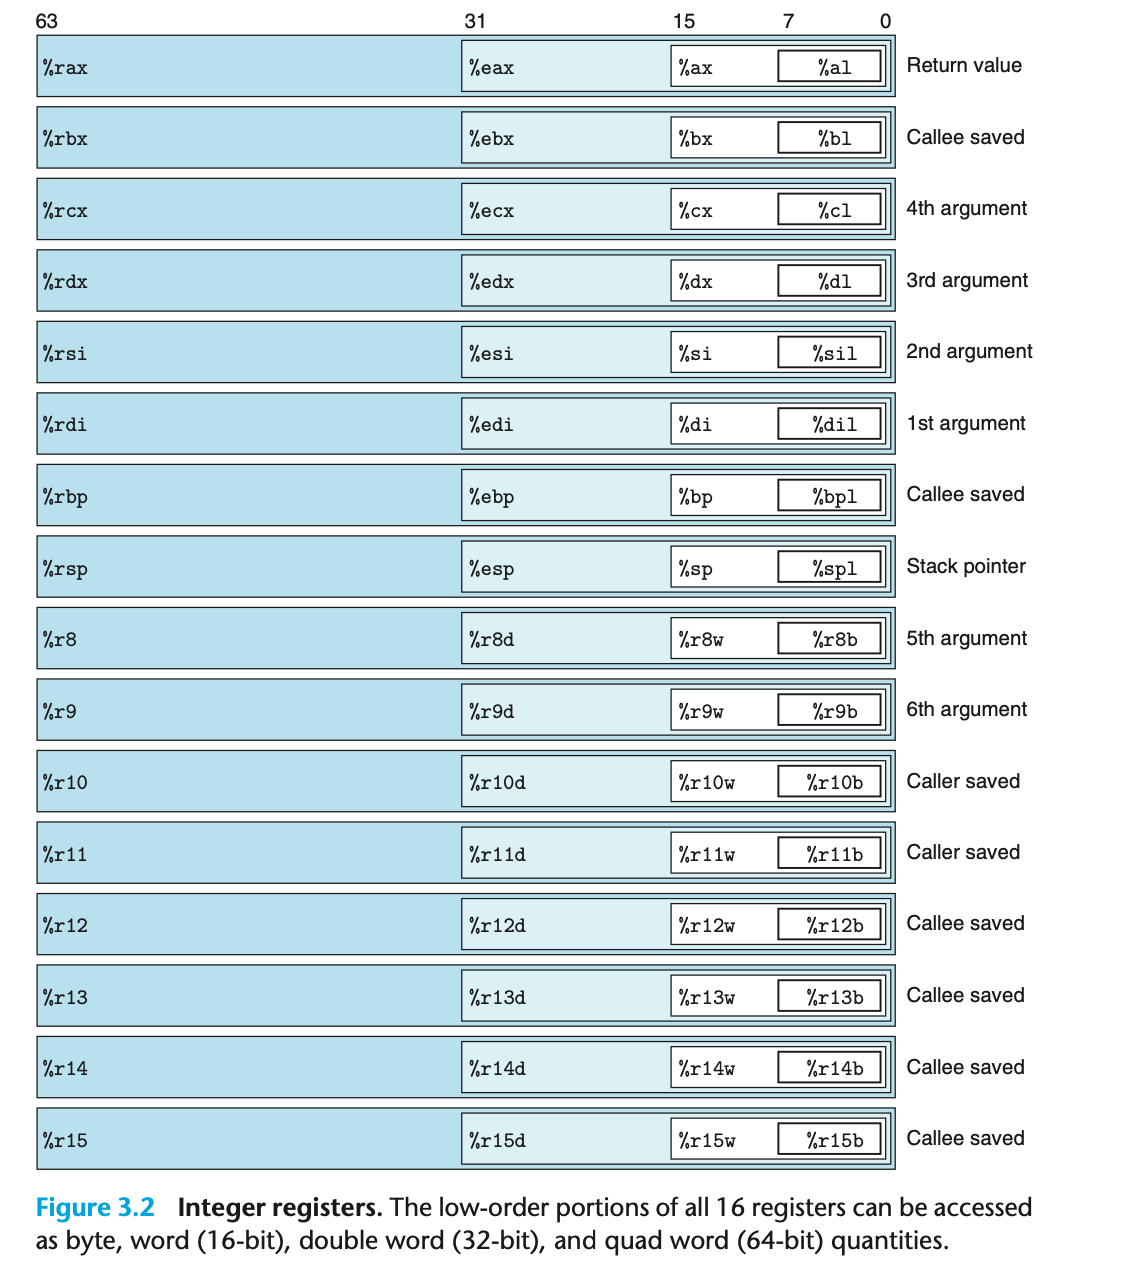 63 31 15 7 0
%rax %eax %ax %al Return value
%rbx %ebx %bx %bl Callee saved
%rcx %ecx %cx %cl 4th argument
%rdx %edx %dx %dl 3rd argument
%rsi %esi %si %sil 2nd argument
%rdi %edi %di %dil 1st argument
%rbp %ebp %bp %bpl Callee saved
%rsp %esp %sp %spl Stack pointer
%r8 %r8d %r8w %r8b 5th argument
%r9 %r9d %r9w %r9b 6th argument
%r10 %r10d %r10w %r10b Caller saved
%r11 %r11d %r11w %r11b Caller saved
%r12 %r12d %r12w %r12b Callee saved
%r13 %r13d %r13w %r13b Callee saved
%r14 %r14d %r14w %r14b Callee saved
%r15 %r15d %r15w %r15b Callee saved
Figure 3.2 Integer registers. The low-order portions of all 16 registers can be accessed
as byte, word (16-bit), double word (32-bit), and quad word (64-bit) quantities.